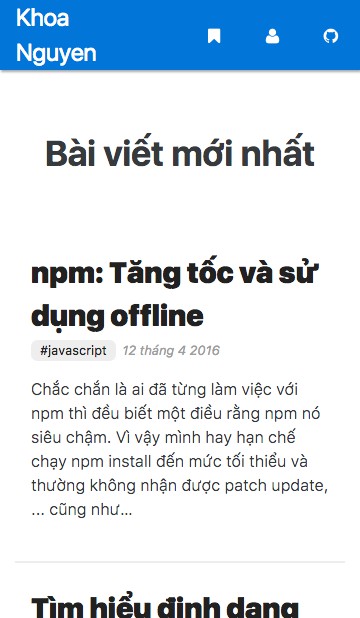 Khoa
Nguyen
Bài viết mới nhất
npm: Tăng tốc và sử
dụng offline
#javascript 12 tháng 4 2016
Chắc chắn là ai đã từng làm việc với
npm thì đều biết một điều rằng npm nó
siêu chậm. Vì vậy mình hay hạn chế
chạy npm install đến mức tối thiểu và
thường không nhận được patch update,
... cũng như...
Tìm hiểu định dạng